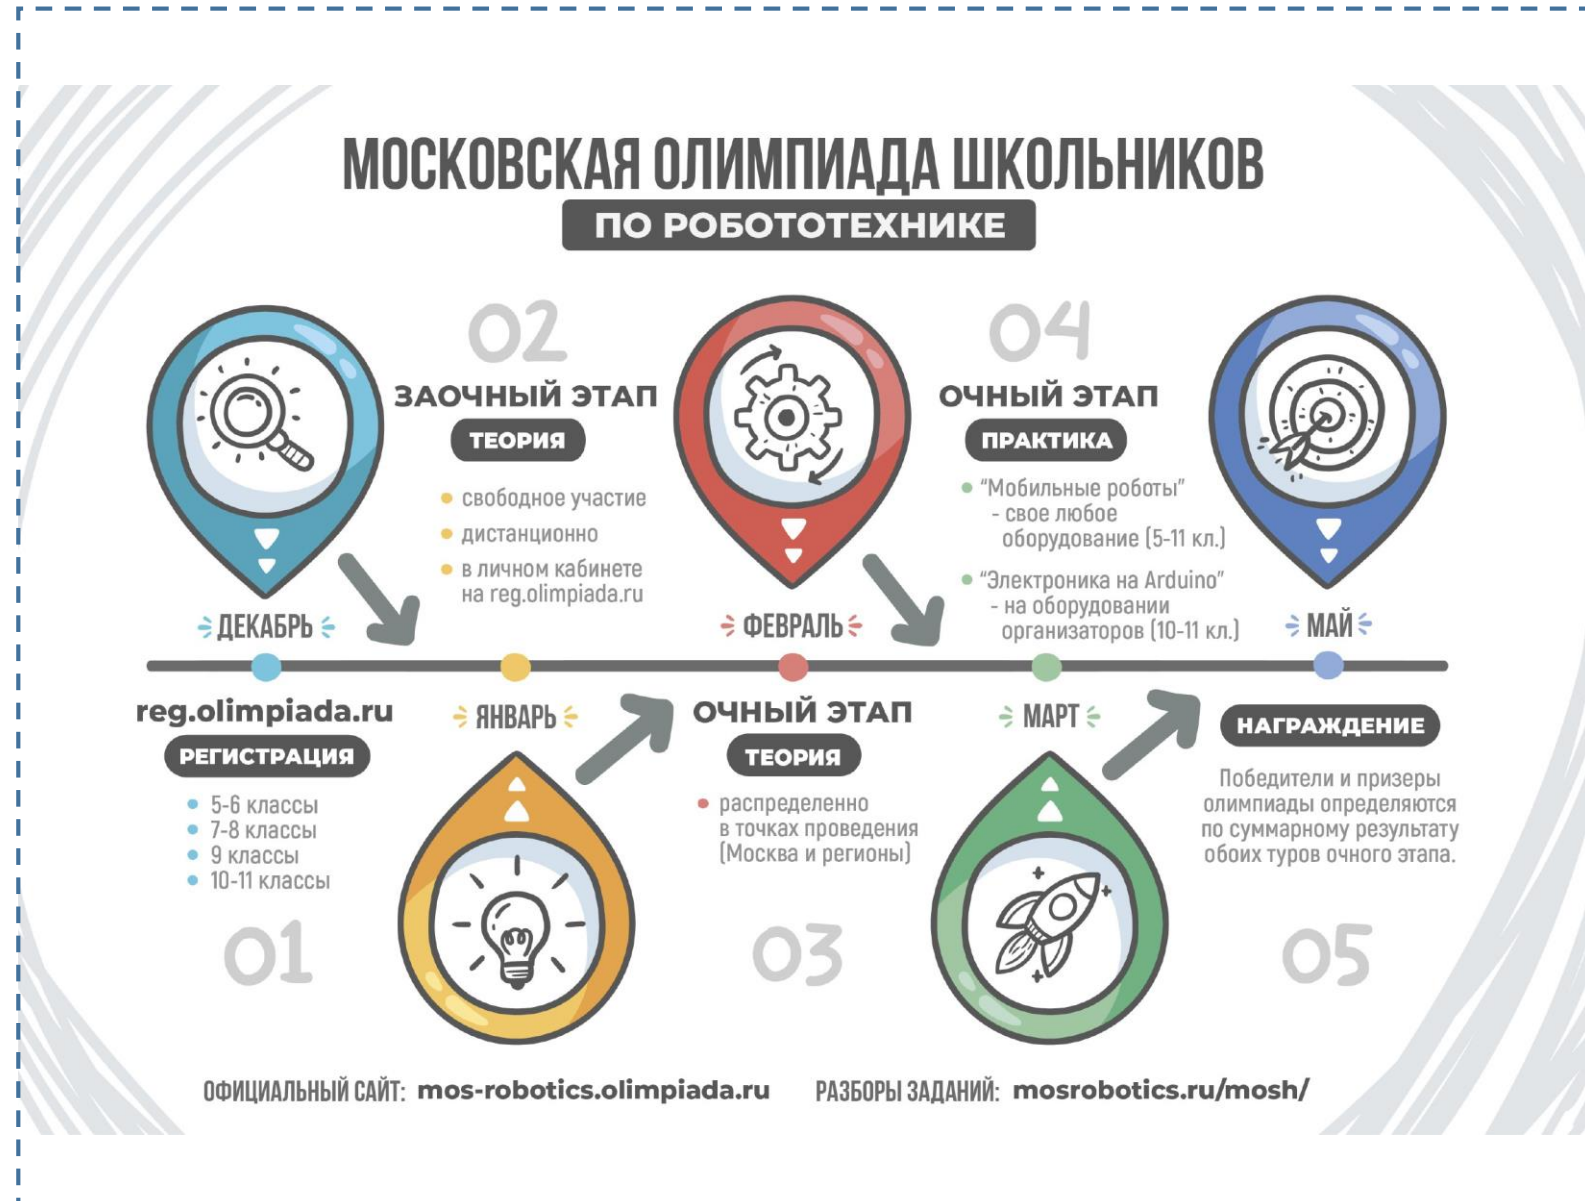 МОСКОВСКАЯ ОЛИМПИАДА ШКОЛЬНИКОВ
ПО РОБОТОТЕХНИКЕ
ДЕКАБРЬ
reg.olimpiada.ru
РЕГИСТРАЦИЯ
5-6 классы
7-8 классы
9 классы
10-11 классы
01
02
ЗАОЧНЫЙ ЭТАП
ТЕОРИЯ
свободное участие
дистанционно
в личном кабинете
на reg.olimpiada.ru
ЯНВАРЬ
ФЕВРАЛЬ
ОЧНЫЙ ЭТАП
ТЕОРИЯ
распределенно
в точках проведения
(Москва и регионы)
03
04
ОЧНЫЙ ЭТАП
ПРАКТИКА
“Мобильные роботы”
- свое любое
оборудование (5-11 кл.)
“Электроника на Arduino”
- на оборудовании
организаторов (10-11 кл.)
МАРТ
МАЙ
НАГРАЖДЕНИЕ
Победители и призеры
олимпиады определяются
по суммарному результату
обоих туров очного этапа.
05
ОФИЦИАЛЬНЫЙ САЙТ: mos-robotics.olimpiada.ru
РАЗБОРЫ ЗАДАНИЙ: mosrobotics.ru/mosh/